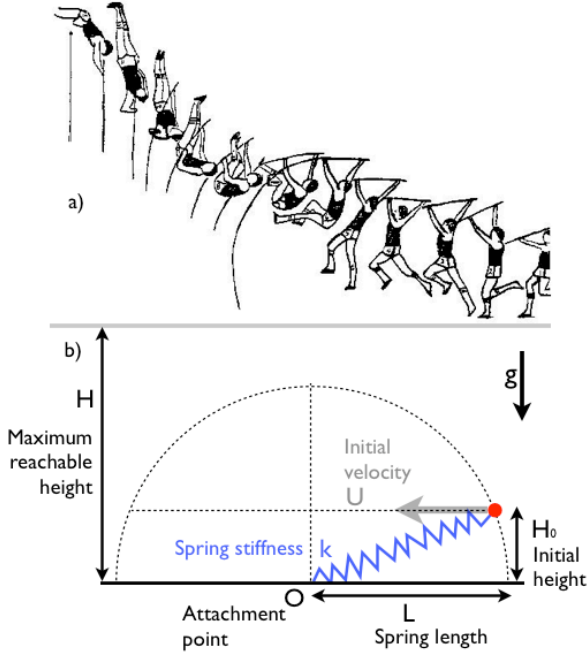 a)
b)
H
Maximum
reachable
height
g
Initial
velocity
U
Spring stiffness
k
H₀
Initial
height
O
Attachment
point
L
Spring length